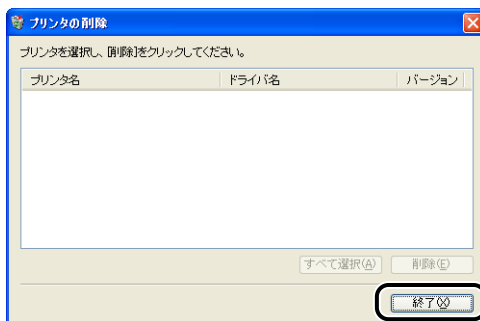 プリンタの削除
プリンタを選択し、[削除]をクリックしてください。
プリンタ名 ドライバ名 バージョン
すべて選択(A) 削除(E)
終了(X)